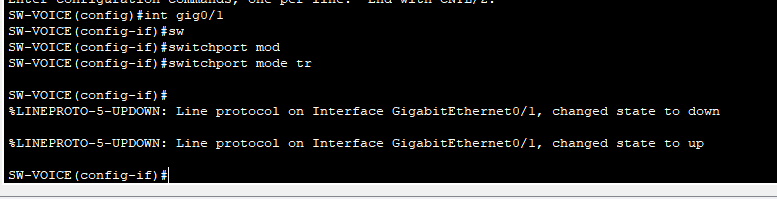 Enter configuration commands, one per line.  End with CNTL/Z.
SW-VOICE(config)#int gig0/1
SW-VOICE(config-if)#sw
SW-VOICE(config-if)#switchport mod
SW-VOICE(config-if)#switchport mode tr
SW-VOICE(config-if)#
%LINEPROTO-5-UPDOWN: Line protocol on Interface GigabitEthernet0/1, changed state to down
%LINEPROTO-5-UPDOWN: Line protocol on Interface GigabitEthernet0/1, changed state to up
SW-VOICE(config-if)#